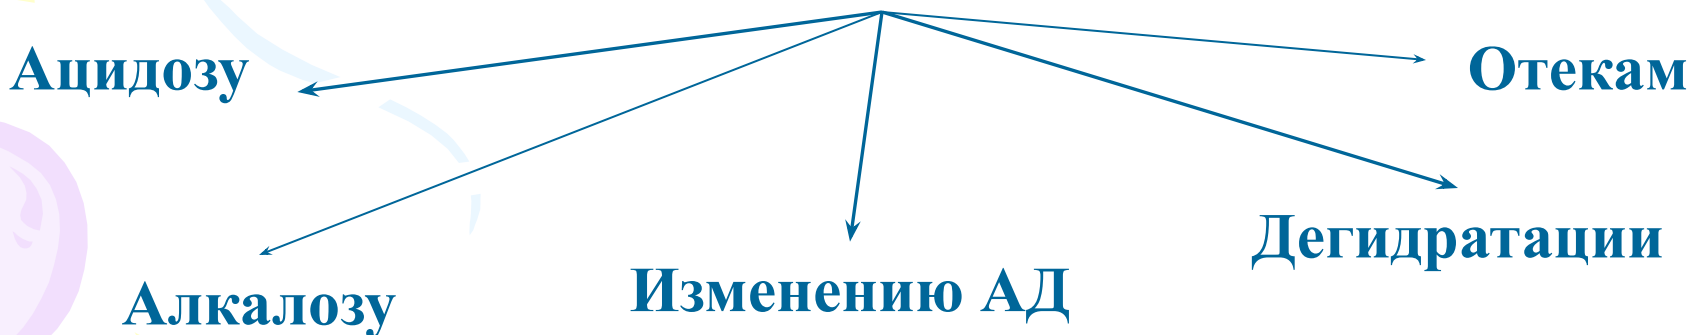 Ацидозу
Отекам
Дегидратации
Изменению АД
Алкалозу